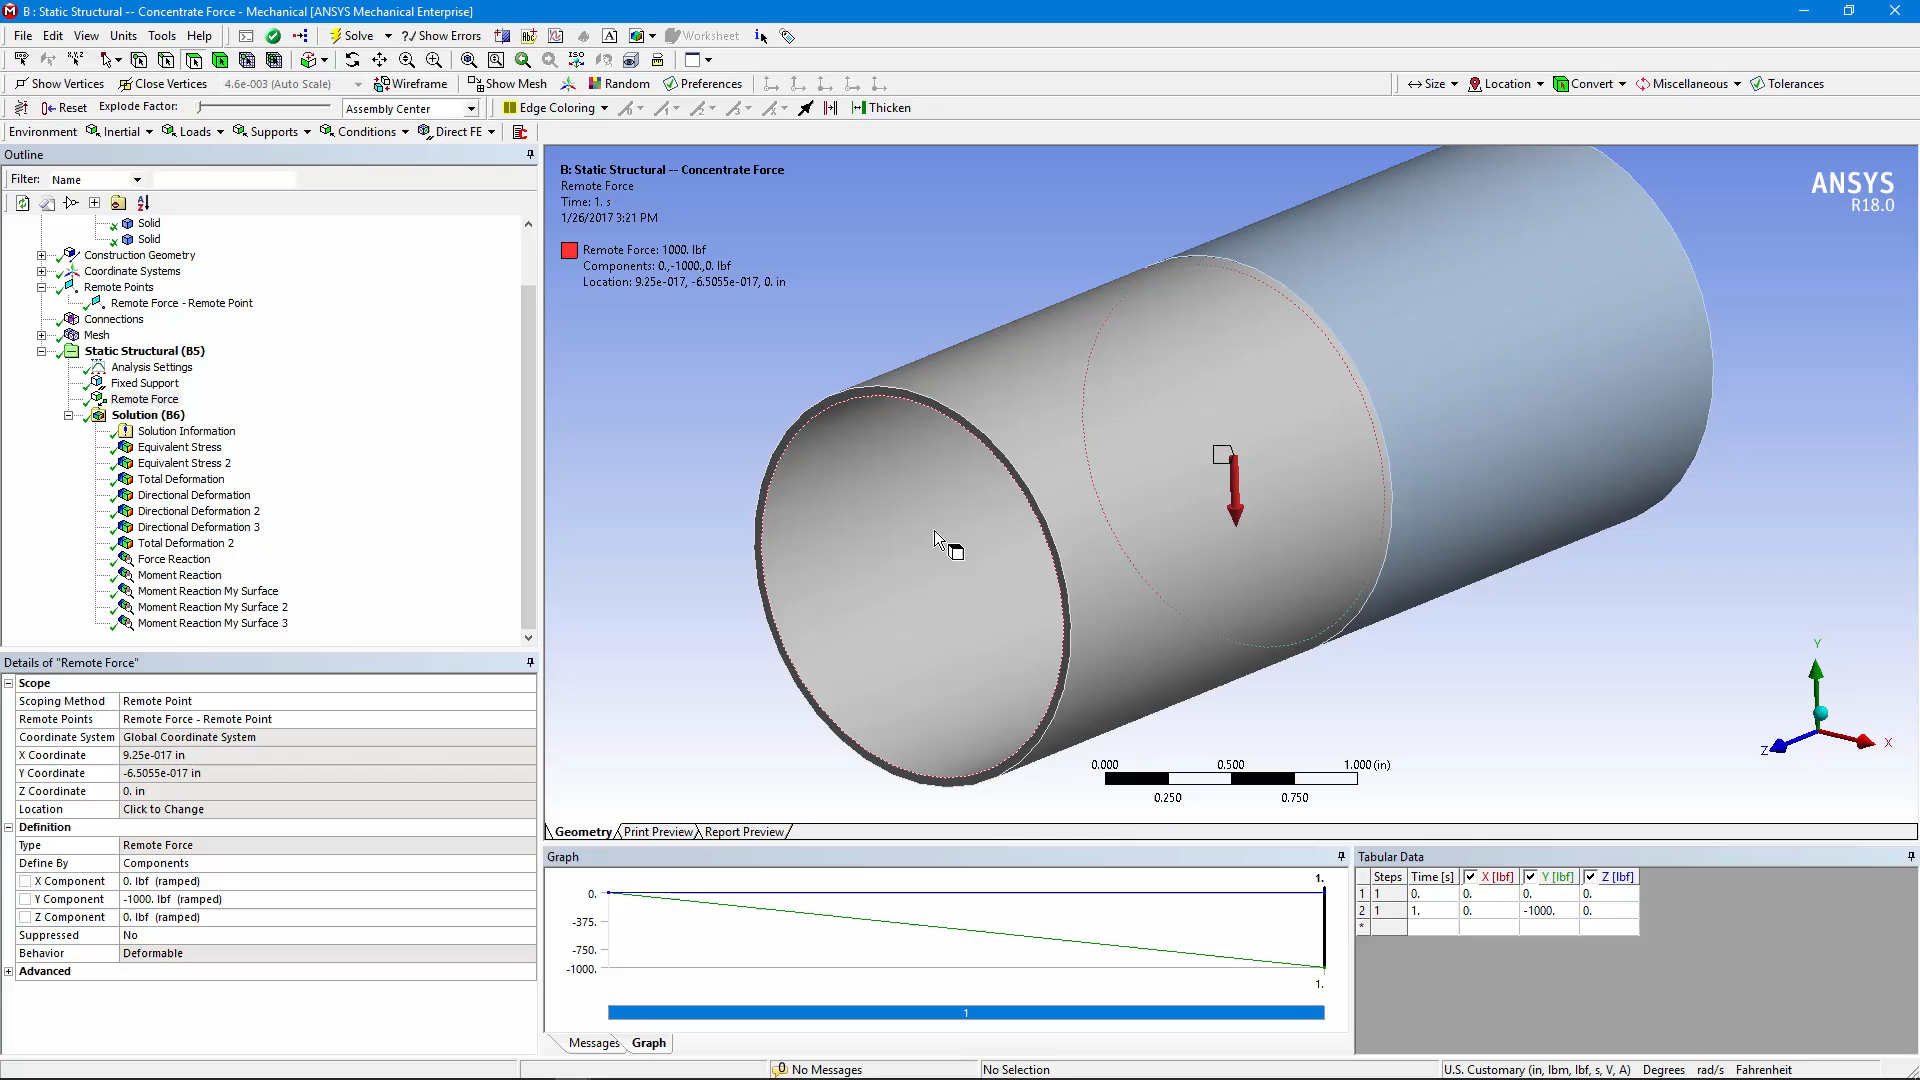 B : Static Structural -- Concentrate Force - Mechanical [ANSYS Mechanical Enterprise]
File Edit View Units Tools Help Solve ?/ Show Errors Worksheet
Show Vertices Close Vertices 4.6e-003 (Auto Scale) Wireframe Show Mesh Random Preferences Size Location Convert Miscellaneous Tolerances
Reset Explode Factor: Assembly Center Edge Coloring Thicken
Environment Inertial Loads Supports Conditions Direct FE
Outline
Filter: Name
Solid
Solid
Construction Geometry
Coordinate Systems
Remote Points
Remote Force - Remote Point
Connections
Mesh
Static Structural (B5)
Analysis Settings
Fixed Support
Remote Force
Solution (B6)
Solution Information
Equivalent Stress
Equivalent Stress 2
Total Deformation
Directional Deformation
Directional Deformation 2
Directional Deformation 3
Total Deformation 2
Force Reaction
Moment Reaction
Moment Reaction My Surface
Moment Reaction My Surface 2
Moment Reaction My Surface 3
Details of "Remote Force"
Scope
Scoping Method Remote Point
Remote Points Remote Force - Remote Point
Coordinate System Global Coordinate System
X Coordinate 9.25e-017 in
Y Coordinate -6.5055e-017 in
Z Coordinate 0. in
Location Click to Change
Definition
Type Remote Force
Define By Components
X Component 0. lbf (ramped)
Y Component -1000. lbf (ramped)
Z Component 0. lbf (ramped)
Suppressed No
Behavior Deformable
Advanced
B: Static Structural -- Concentrate Force
Remote Force
Time: 1. s
1/26/2017 3:21 PM
Remote Force: 1000. lbf
Components: 0.,-1000.,0. lbf
Location: 9.25e-017, -6.5055e-017, 0. in
ANSYS
R18.0
Y
X
Z
0.000 0.500 1.000 (in)
0.250 0.750
Geometry Print Preview Report Preview
Graph
1.
0.
-375.
-750.
-1000.
1.
1
Messages Graph
Tabular Data
Steps Time [s] X [lbf] Y [lbf] Z [lbf]
1 1 0. 0. 0. 0.
2 1 1. 0. -1000. 0.
*
No Messages No Selection U.S. Customary (in, lbm, lbf, s, V, A) Degrees rad/s Fahrenheit